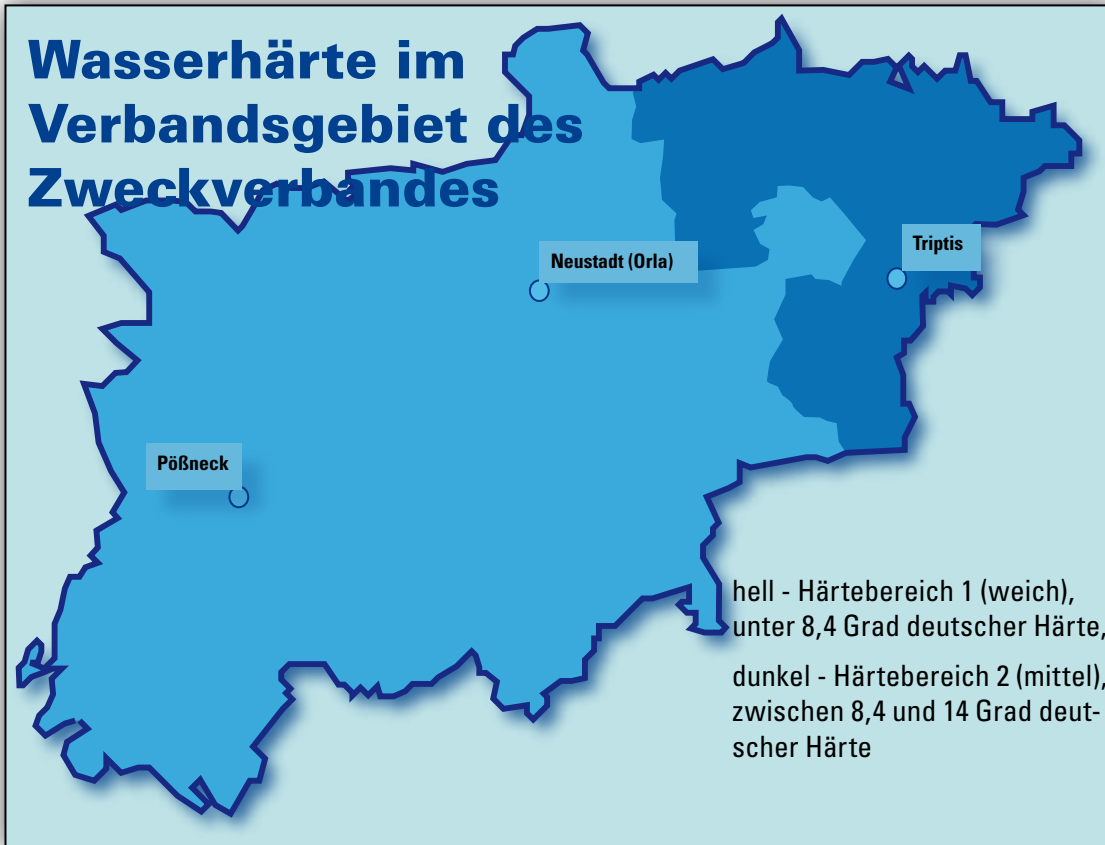 Wasserhärte im
Verbandsgebiet des
Zweckverbandes
Neustadt (Orla)
Triptis
Pößneck
hell - Härtebereich 1 (weich),
unter 8,4 Grad deutscher Härte,
dunkel - Härtebereich 2 (mittel),
zwischen 8,4 und 14 Grad deut-
scher Härte